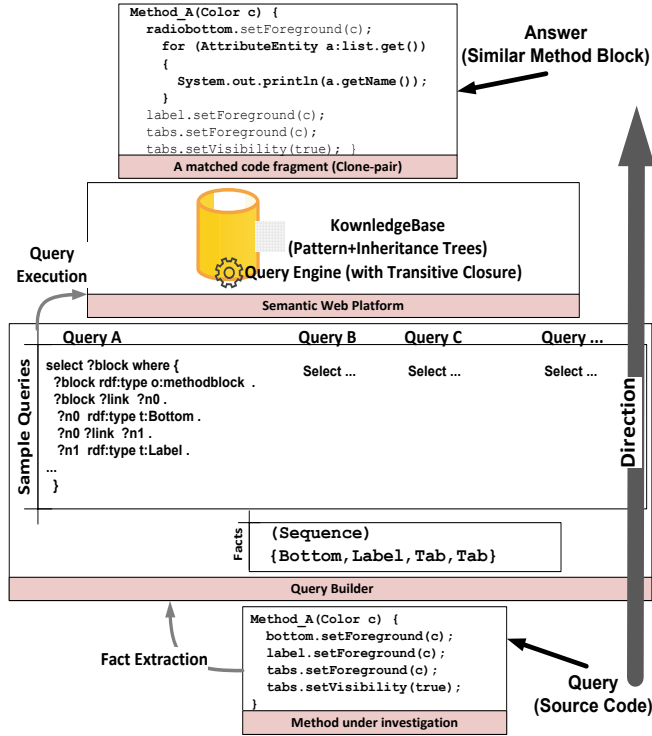 Method_A(Color c) {
radiobottom.setForeground(c);
for (AttributeEntity a:list.get())
{
System.out.println(a.getName());
}
label.setForeground(c);
tabs.setForeground(c);
tabs.setVisibility(true); }
A matched code fragment (Clone-pair)
Answer
(Similar Method Block)
KownledgeBase
(Pattern+Inheritance Trees)
Query Engine (with Transitive Closure)
Semantic Web Platform
Query
Execution
Query A
Query B
Query C
Query ...
Sample Queries
select ?block where {
?block rdf:type o:methodblock .
?block ?link ?n0 .
?n0 rdf:type t:Bottom .
?n0 ?link ?n1 .
?n1 rdf:type t:Label .
...
}
Select ...
Select ...
Select ...
Direction
Facts
(Sequence)
{Bottom,Label,Tab,Tab}
Query Builder
Fact Extraction
Method_A(Color c) {
bottom.setForeground(c);
label.setForeground(c);
tabs.setForeground(c);
tabs.setVisibility(true);
}
Method under investigation
Query
(Source Code)